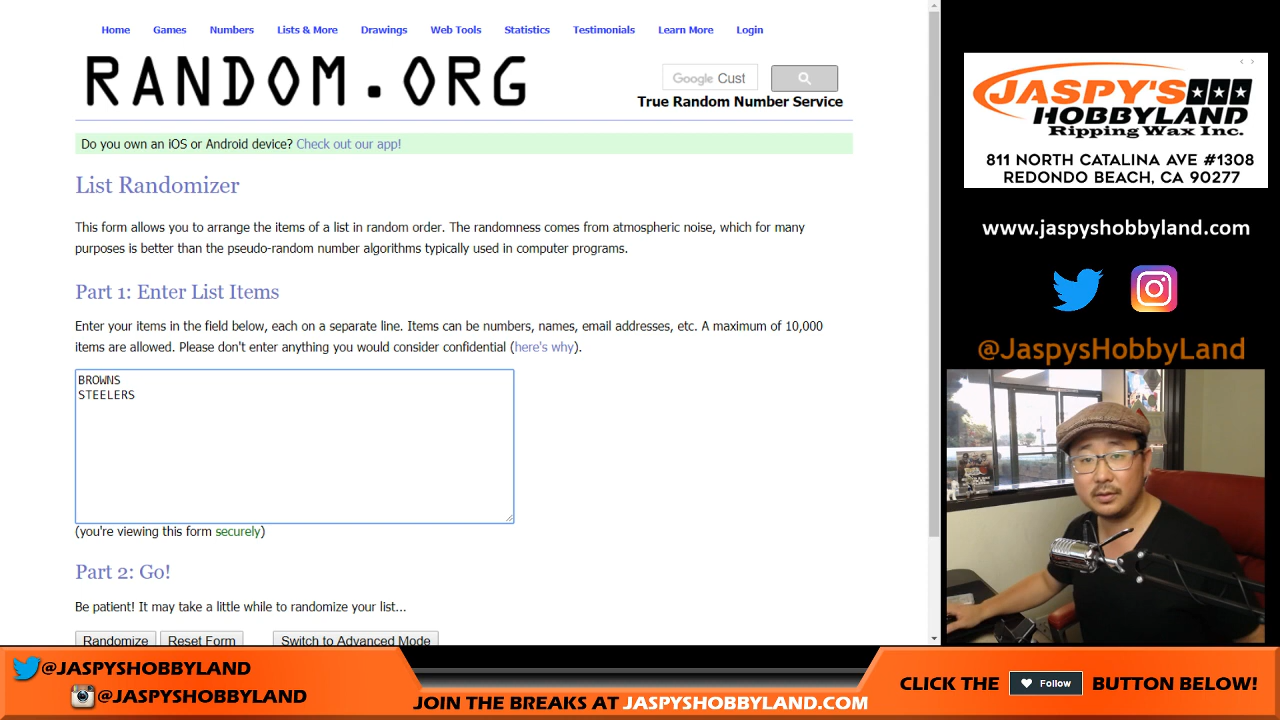 Home Games Numbers Lists & More Drawings Web Tools Statistics Testimonials Learn More Login
RANDOM.ORG
Google Cust
True Random Number Service
Do you own an iOS or Android device? Check out our app!
List Randomizer
This form allows you to arrange the items of a list in random order. The randomness comes from atmospheric noise, which for many
purposes is better than the pseudo-random number algorithms typically used in computer programs.
Part 1: Enter List Items
Enter your items in the field below, each on a separate line. Items can be numbers, names, email addresses, etc. A maximum of 10,000
items are allowed. Please don't enter anything you would consider confidential (here's why).
BROWNS
STEELERS
(you're viewing this form securely)
Part 2: Go!
Be patient! It may take a little while to randomize your list...
Randomize Reset Form Switch to Advanced Mode
JASPY'S
HOBBYLAND
Ripping Wax Inc.
811 NORTH CATALINA AVE #1308
REDONDO BEACH, CA 90277
www.jaspyshobbyland.com
@JaspysHobbyLand
@JASPYSHOBBYLAND
@JASPYSHOBBYLAND
JOIN THE BREAKS AT JASPYSHOBBYLAND.COM
CLICK THE Follow BUTTON BELOW!